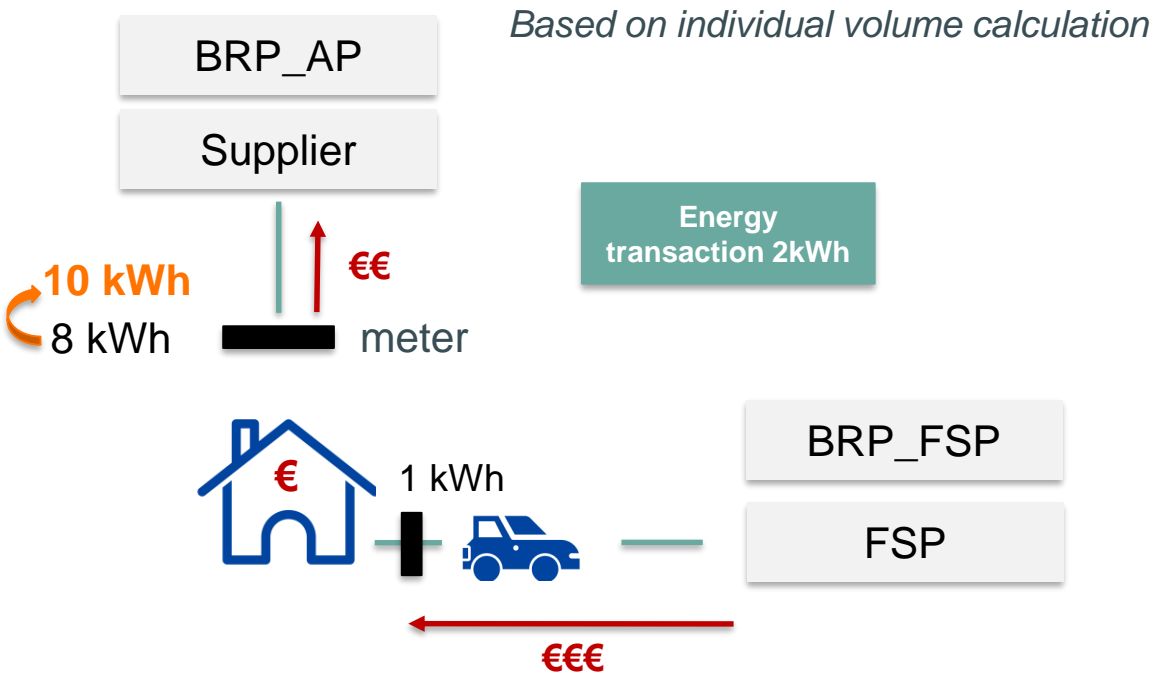 Based on individual volume calculation
BRP_AP
Supplier
Energy
transaction 2kWh
€€
10 kWh
8 kWh
meter
BRP_FSP
€
1 kWh
FSP
€€€